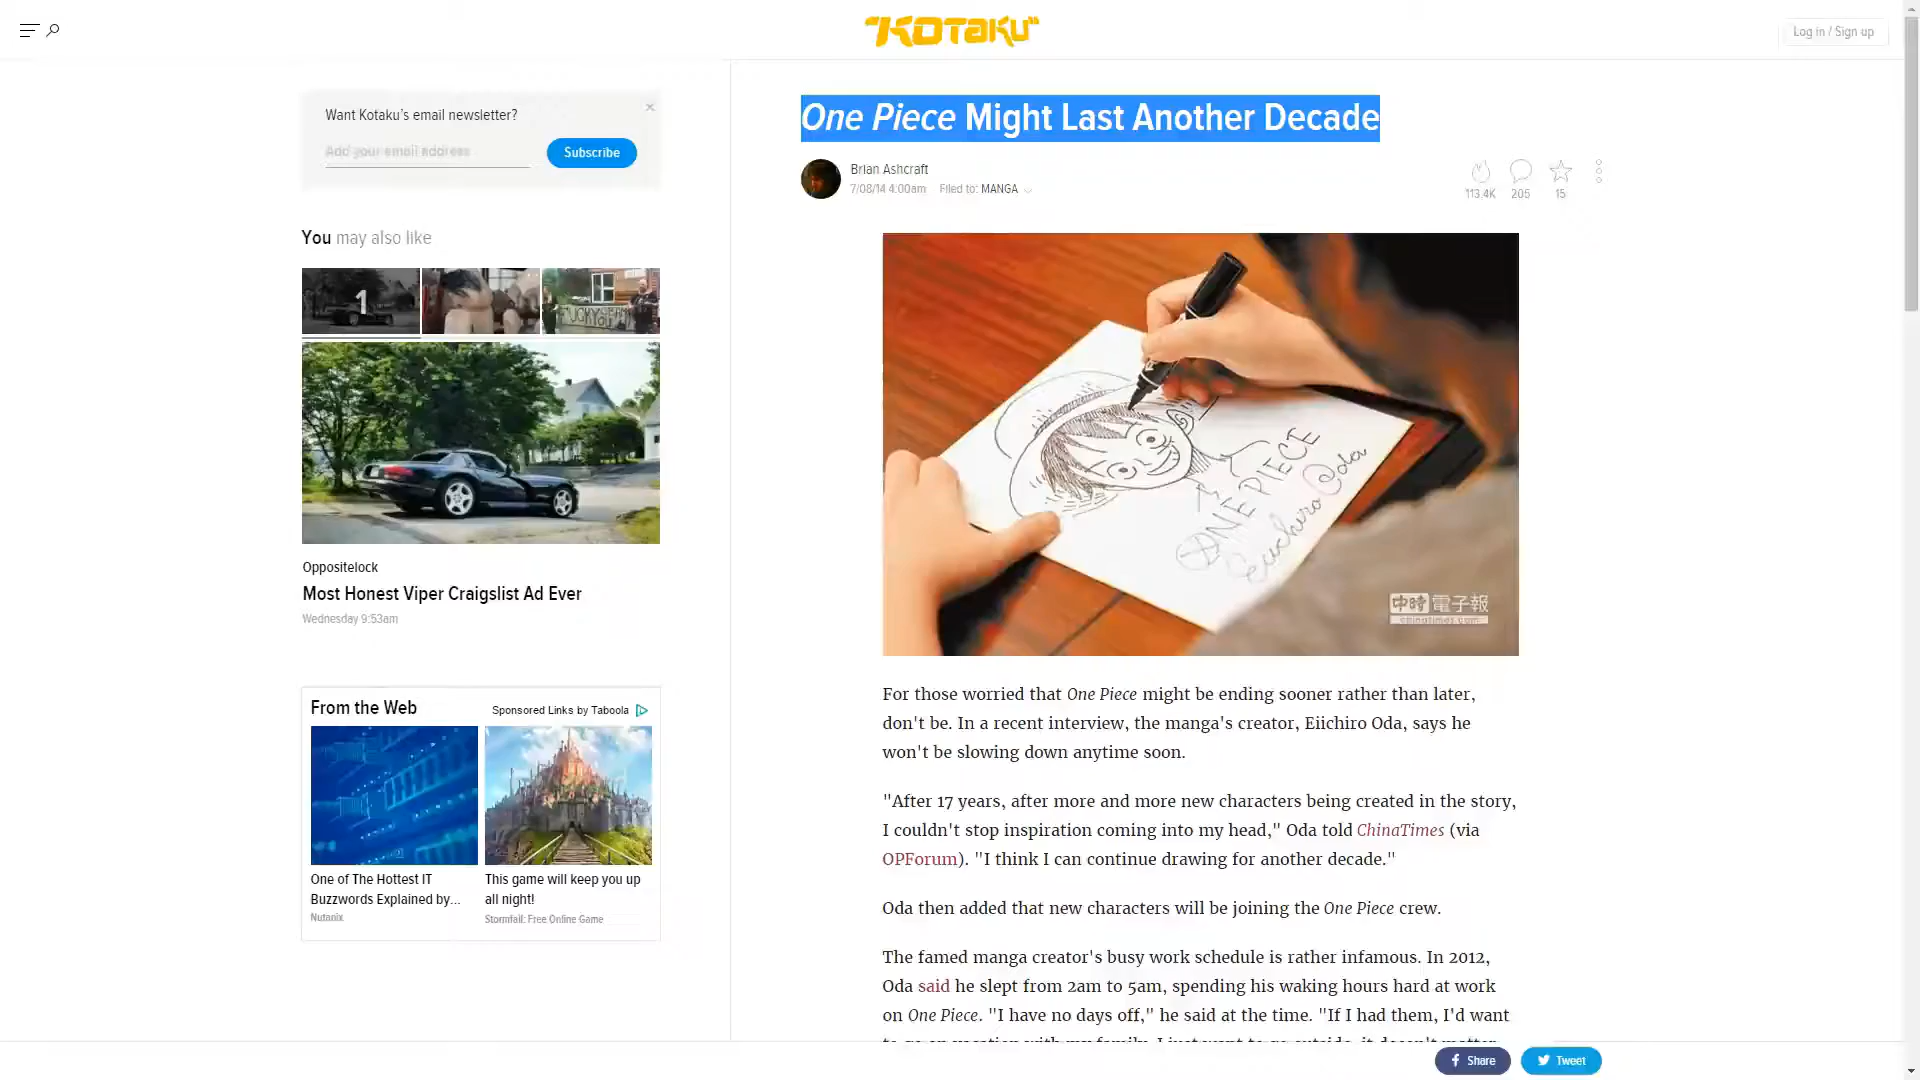 "KOTaKU"
Log in / Sign up
Want Kotaku's email newsletter?
Add your email address
Subscribe
You may also like
1
Oppositelock
Most Honest Viper Craigslist Ad Ever
Wednesday 9:53am
From the Web
Sponsored Links by Taboola
One of The Hottest IT
Buzzwords Explained by...
Nutanix
This game will keep you up
all night!
Stormfall: Free Online Game
One Piece Might Last Another Decade
Brian Ashcraft
7/08/14 4:00am Filed to: MANGA
113.4K 205 15
ONE PIECE
Eiichiro Oda
中時電子報
chinatimes.com
For those worried that One Piece might be ending sooner rather than later,
don't be. In a recent interview, the manga's creator, Eiichiro Oda, says he
won't be slowing down anytime soon.
"After 17 years, after more and more new characters being created in the story,
I couldn't stop inspiration coming into my head," Oda told ChinaTimes (via
OPForum). "I think I can continue drawing for another decade."
Oda then added that new characters will be joining the One Piece crew.
The famed manga creator's busy work schedule is rather infamous. In 2012,
Oda said he slept from 2am to 5am, spending his waking hours hard at work
on One Piece. "I have no days off," he said at the time. "If I had them, I'd want
Share
Tweet